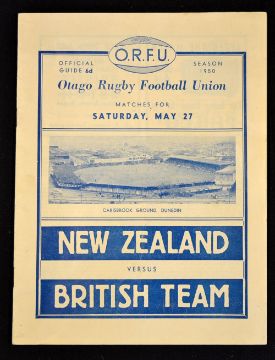 O.R.F.U.
OFFICIAL
GUIDE 6d
SEASON
1950
Otago Rugby Football Union
MATCHES FOR
SATURDAY, MAY 27
CARISBROOK GROUND, DUNEDIN
NEW ZEALAND
VERSUS
BRITISH TEAM